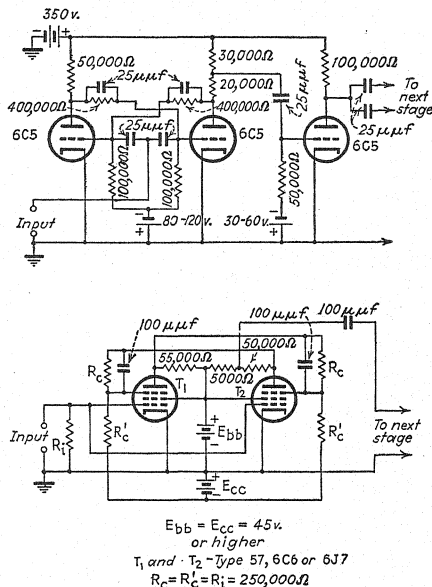 350 v.
50,000Ω
30,000Ω
100,000Ω
25μμf
20,000Ω
25μμf
To next stage
400,000Ω
400,000Ω
6C5
25μμf
6C5
6C5
25μμf
100,000Ω
100,000Ω
50,000Ω
Input
80-120v.
30-60v.
100μμf
100μμf
100μμf
55,000Ω
50,000Ω
5000Ω
Rc
T1
T2
Rc
Input
Ri
R'c
Ebb
R'c
To next stage
Ecc
Ebb = Ecc = 45v.
or higher
T1 and T2 - Type 57, 6C6 or 6J7
Rc = R'c = Ri = 250,000Ω